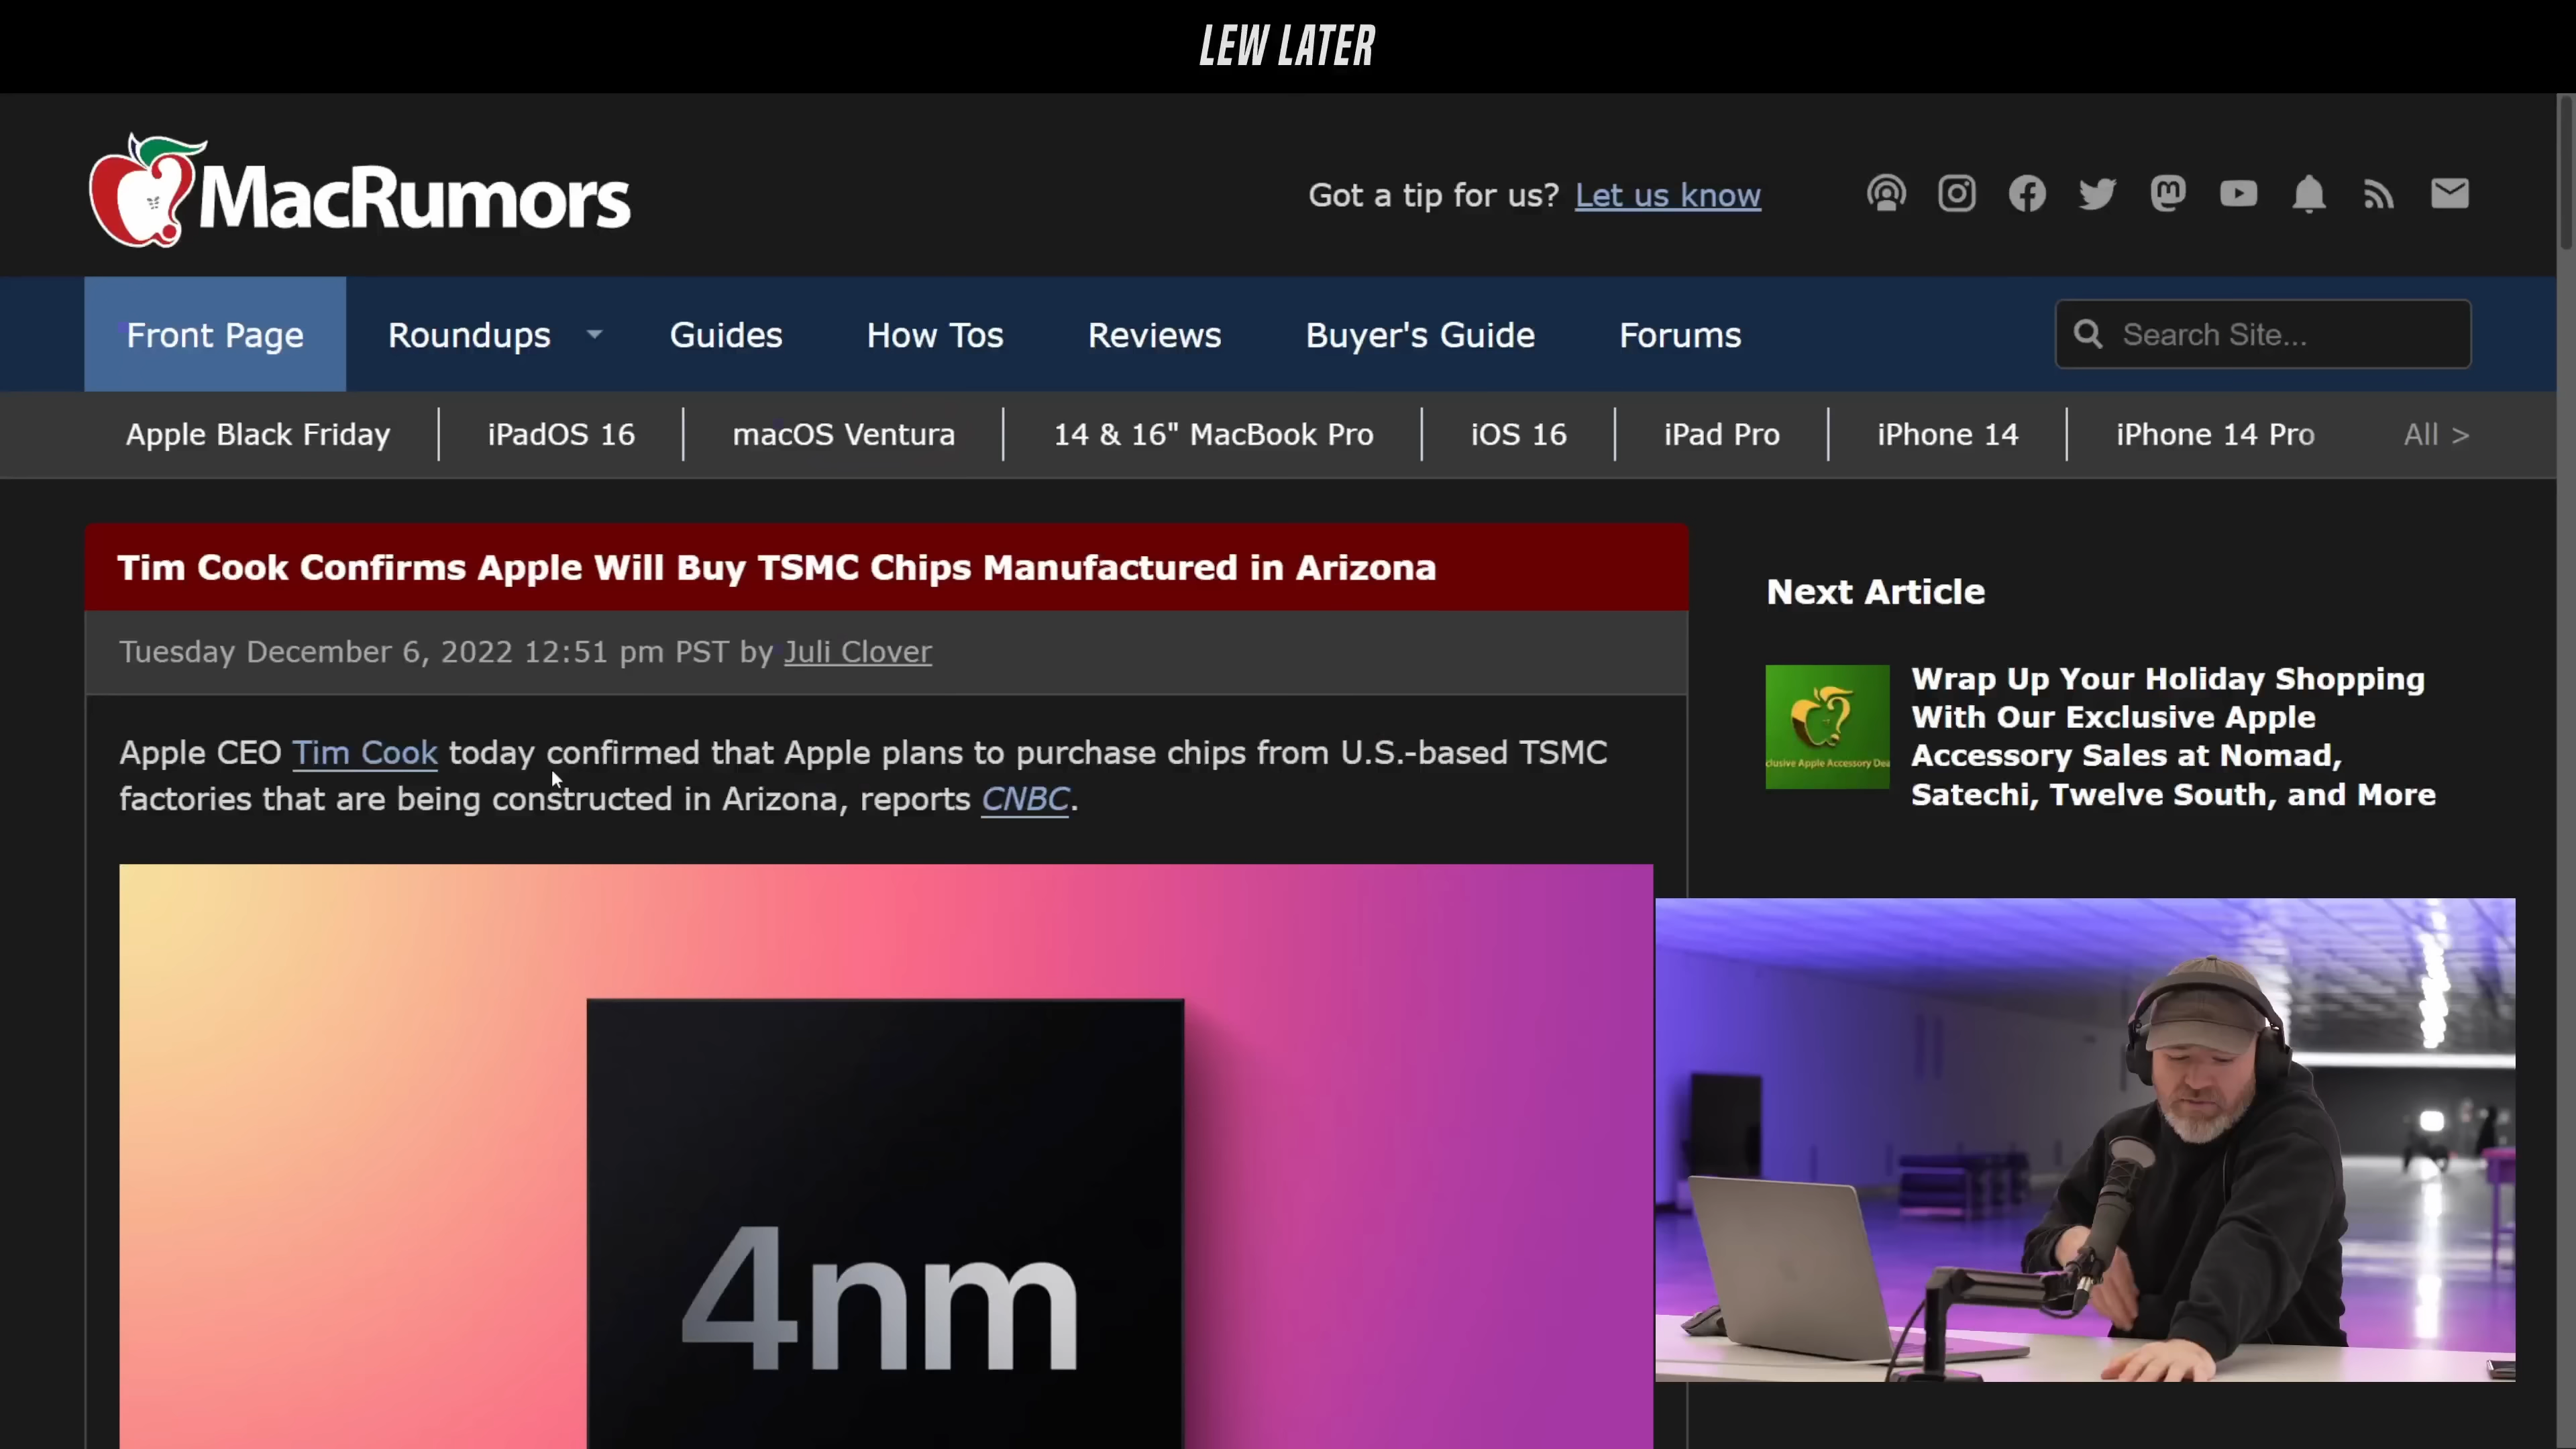 LEW LATER
MacRumors
Got a tip for us? Let us know
Front Page
Roundups
Guides
How Tos
Reviews
Buyer's Guide
Forums
Search Site...
Apple Black Friday
iPadOS 16
macOS Ventura
14 & 16" MacBook Pro
iOS 16
iPad Pro
iPhone 14
iPhone 14 Pro
All >
Tim Cook Confirms Apple Will Buy TSMC Chips Manufactured in Arizona
Tuesday December 6, 2022 12:51 pm PST by Juli Clover
Apple CEO Tim Cook today confirmed that Apple plans to purchase chips from U.S.-based TSMC
factories that are being constructed in Arizona, reports CNBC.
4nm
Next Article
clusive Apple Accessory Dea
Wrap Up Your Holiday Shopping
With Our Exclusive Apple
Accessory Sales at Nomad,
Satechi, Twelve South, and More